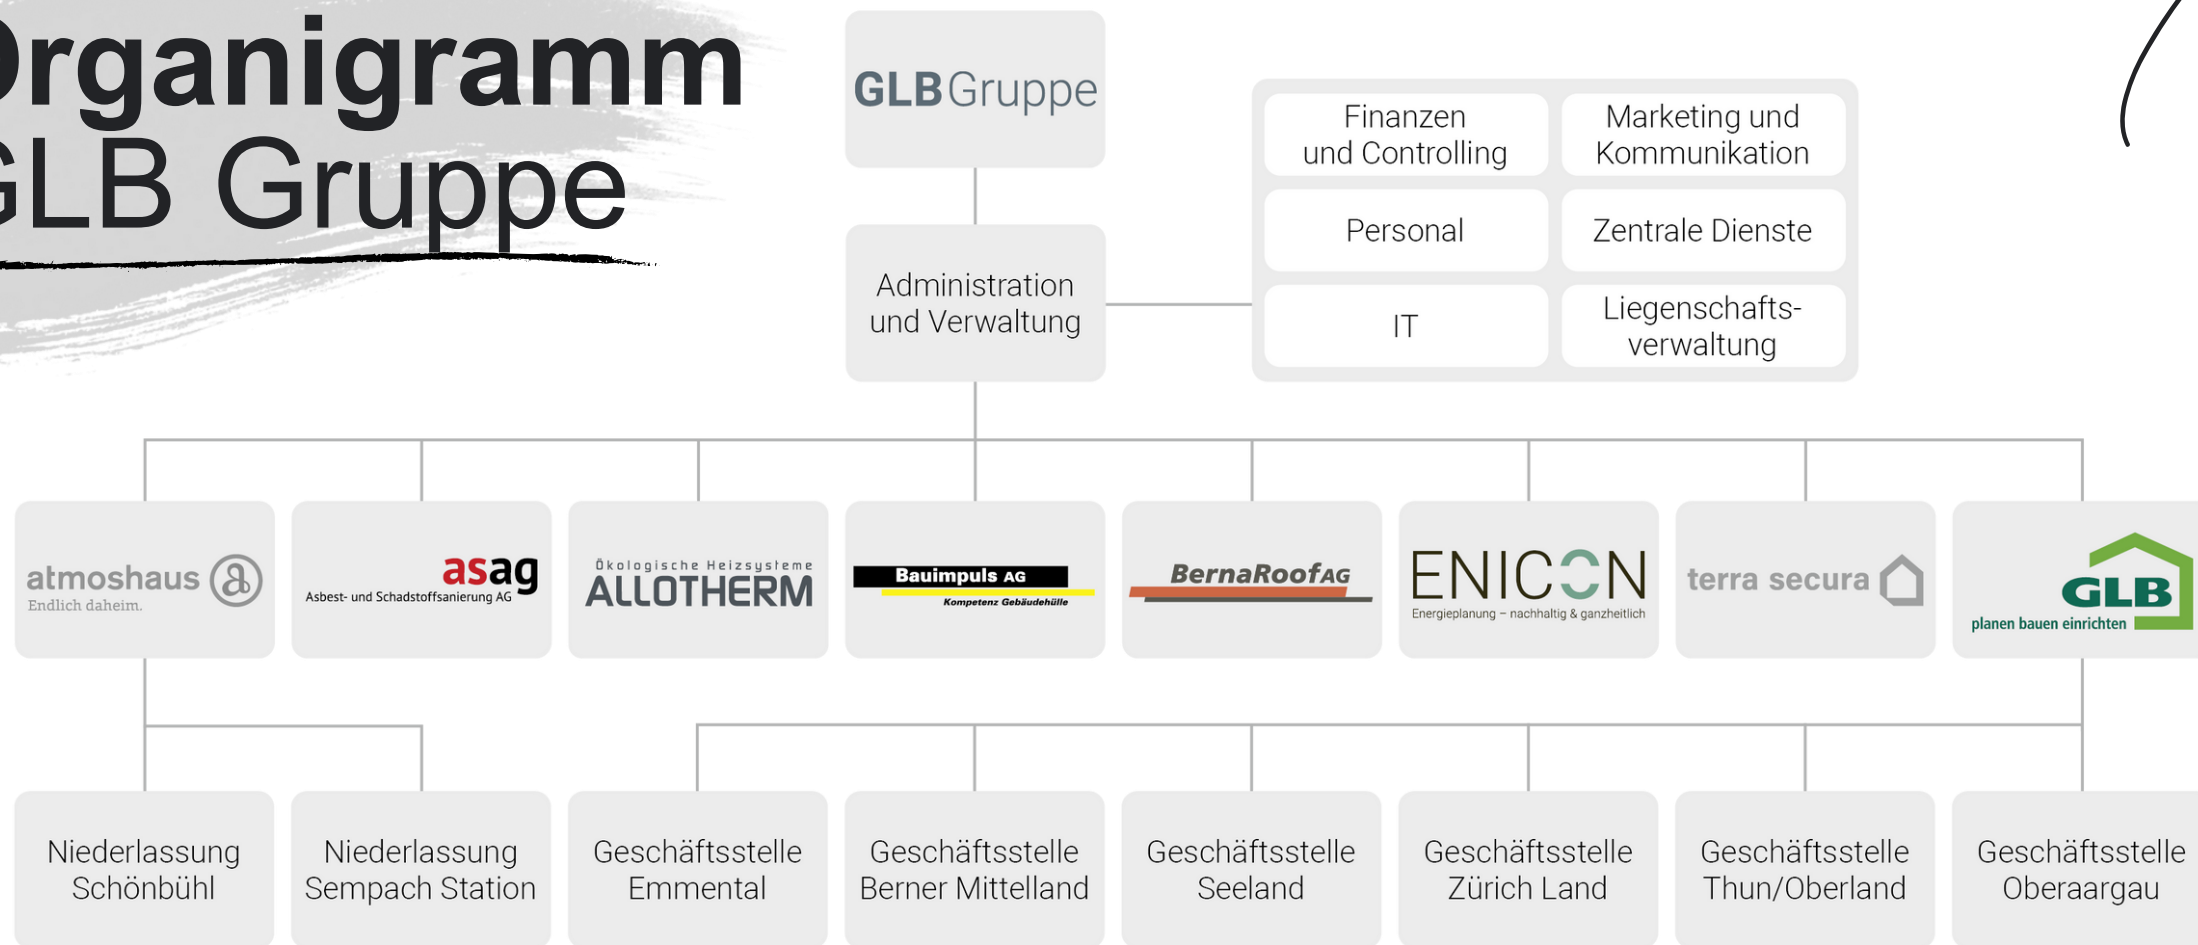 Organigramm
GLB Gruppe
GLB Gruppe
Finanzen
und Controlling
Marketing und
Kommunikation
Personal
Zentrale Dienste
Administration
und Verwaltung
IT
Liegenschafts-
verwaltung
atmoshaus
Endlich daheim.
asag
Asbest- und Schadstoffsanierung AG
Ökologische Heizsysteme
ALLOTHERM
Bauimpuls AG
Kompetenz Gebäudehülle
BernaRoof AG
ENICON
Energieplanung – nachhaltig & ganzheitlich
terra secura
GLB
planen bauen einrichten
Niederlassung
Schönbühl
Niederlassung
Sempach Station
Geschäftsstelle
Emmental
Geschäftsstelle
Berner Mittelland
Geschäftsstelle
Seeland
Geschäftsstelle
Zürich Land
Geschäftsstelle
Thun/Oberland
Geschäftsstelle
Oberaargau